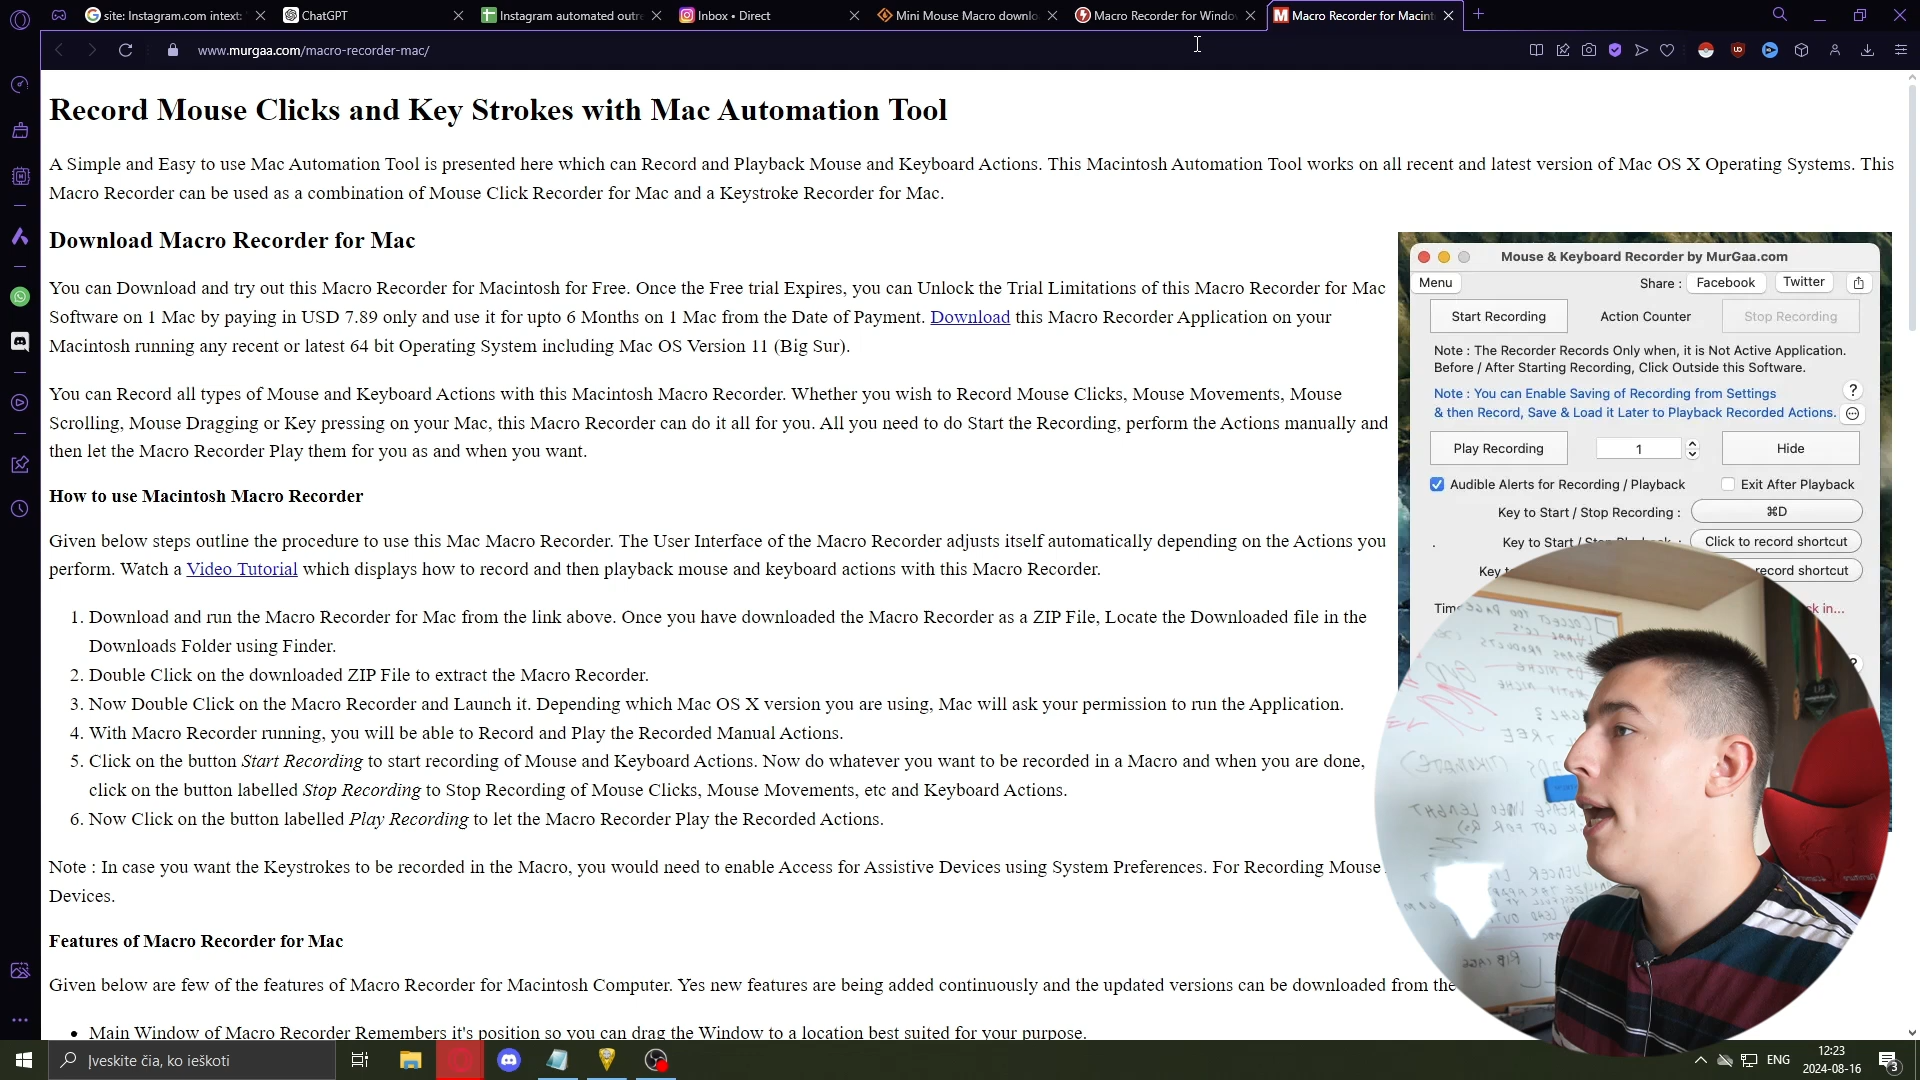 site: Instagram.com intext:
ChatGPT
Instagram automated outre
Inbox • Direct
Mini Mouse Macro downlo
Macro Recorder for Windo
Macro Recorder for Macint
www.murgaa.com/macro-recorder-mac/
Record Mouse Clicks and Key Strokes with Mac Automation Tool
A Simple and Easy to use Mac Automation Tool is presented here which can Record and Playback Mouse and Keyboard Actions. This Macintosh Automation Tool works on all recent and latest version of Mac OS X Operating Systems. This
Macro Recorder can be used as a combination of Mouse Click Recorder for Mac and a Keystroke Recorder for Mac.
Download Macro Recorder for Mac
You can Download and try out this Macro Recorder for Macintosh for Free. Once the Free trial Expires, you can Unlock the Trial Limitations of this Macro Recorder for Mac
Software on 1 Mac by paying in USD 7.89 only and use it for upto 6 Months on 1 Mac from the Date of Payment. Download this Macro Recorder Application on your
Macintosh running any recent or latest 64 bit Operating System including Mac OS Version 11 (Big Sur).
You can Record all types of Mouse and Keyboard Actions with this Macintosh Macro Recorder. Whether you wish to Record Mouse Clicks, Mouse Movements, Mouse
Scrolling, Mouse Dragging or Key pressing on your Mac, this Macro Recorder can do it all for you. All you need to do Start the Recording, perform the Actions manually and
then let the Macro Recorder Play them for you as and when you want.
How to use Macintosh Macro Recorder
Given below steps outline the procedure to use this Mac Macro Recorder. The User Interface of the Macro Recorder adjusts itself automatically depending on the Actions you
perform. Watch a Video Tutorial which displays how to record and then playback mouse and keyboard actions with this Macro Recorder.
1. Download and run the Macro Recorder for Mac from the link above. Once you have downloaded the Macro Recorder as a ZIP File, Locate the Downloaded file in the
Downloads Folder using Finder.
2. Double Click on the downloaded ZIP File to extract the Macro Recorder.
3. Now Double Click on the Macro Recorder and Launch it. Depending which Mac OS X version you are using, Mac will ask your permission to run the Application.
4. With Macro Recorder running, you will be able to Record and Play the Recorded Manual Actions.
5. Click on the button Start Recording to start recording of Mouse and Keyboard Actions. Now do whatever you want to be recorded in a Macro and when you are done,
click on the button labelled Stop Recording to Stop Recording of Mouse Clicks, Mouse Movements, etc and Keyboard Actions.
6. Now Click on the button labelled Play Recording to let the Macro Recorder Play the Recorded Actions.
Note : In case you want the Keystrokes to be recorded in the Macro, you would need to enable Access for Assistive Devices using System Preferences. For Recording Mouse
Devices.
Features of Macro Recorder for Mac
Given below are few of the features of Macro Recorder for Macintosh Computer. Yes new features are being added continuously and the updated versions can be downloaded from the
• Main Window of Macro Recorder Remembers it's position so you can drag the Window to a location best suited for your purpose.
Mouse & Keyboard Recorder by MurGaa.com
Menu
Share : Facebook Twitter
Start Recording Action Counter Stop Recording
Note : The Recorder Records Only when, it is Not Active Application.
Before / After Starting Recording, Click Outside this Software.
Note : You can Enable Saving of Recording from Settings ?
& then Record, Save & Load it Later to Playback Recorded Actions.
Play Recording 1 Hide
Audible Alerts for Recording / Playback Exit After Playback
Key to Start / Stop Recording : ⌘D
Key to Start / Click to record shortcut
Key record shortcut
in...
Įveskite čia, ko ieškoti
ENG
12:23
2024-08-16
3